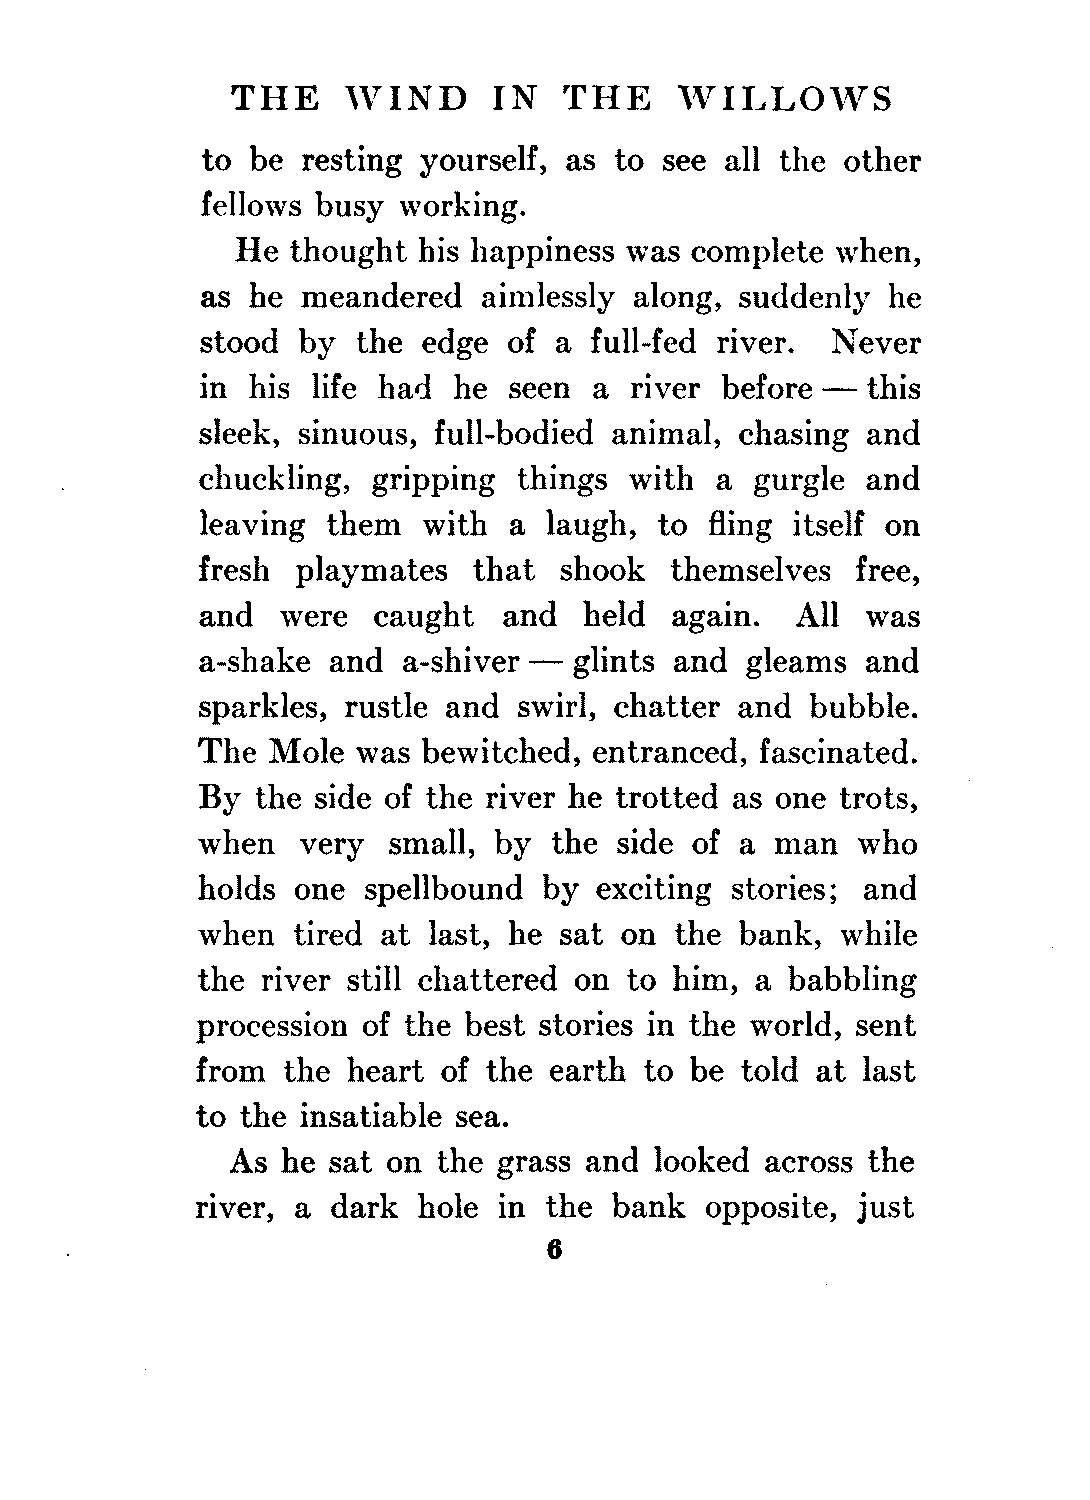 THE WIND IN THE WILLOWS
to be resting yourself, as to see all the other
fellows busy working.
He thought his happiness was complete when,
as he meandered aimlessly along, suddenly he
stood by the edge of a full-fed river. Never
in his life had he seen a river before — this
sleek, sinuous, full-bodied animal, chasing and
chuckling, gripping things with a gurgle and
leaving them with a laugh, to fling itself on
fresh playmates that shook themselves free,
and were caught and held again. All was
a-shake and a-shiver — glints and gleams and
sparkles, rustle and swirl, chatter and bubble.
The Mole was bewitched, entranced, fascinated.
By the side of the river he trotted as one trots,
when very small, by the side of a man who
holds one spellbound by exciting stories; and
when tired at last, he sat on the bank, while
the river still chattered on to him, a babbling
procession of the best stories in the world, sent
from the heart of the earth to be told at last
to the insatiable sea.
As he sat on the grass and looked across the
river, a dark hole in the bank opposite, just
6